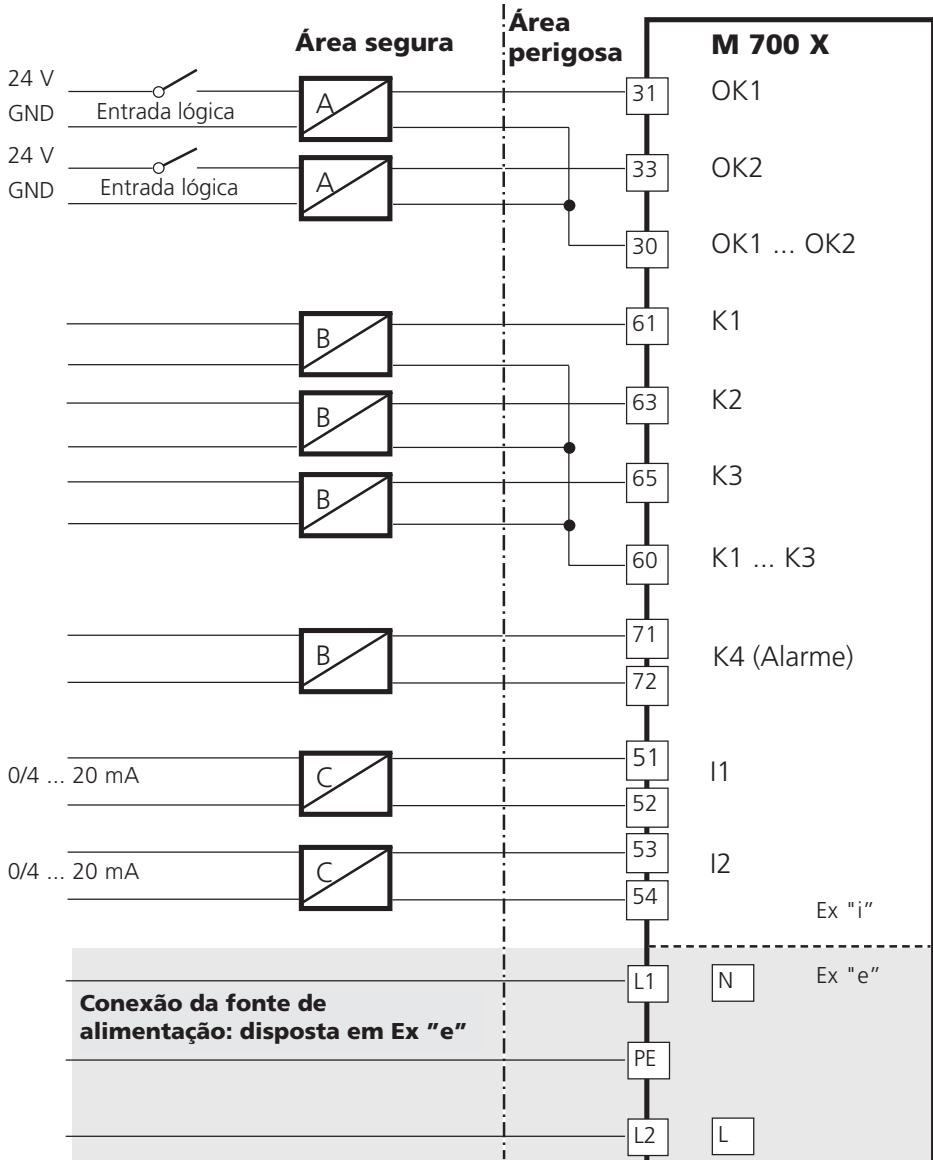 Área segura
Área
perigosa
M 700 X
24 V
GND
Entrada lógica
A
31
OK1
24 V
GND
Entrada lógica
A
33
OK2
30
OK1 ... OK2
B
61
K1
B
63
K2
B
65
K3
60
K1 ... K3
B
71
72
K4 (Alarme)
0/4 ... 20 mA
C
51
52
I1
0/4 ... 20 mA
C
53
54
I2
Ex "i"
Ex "e"
L1
N
Conexão da fonte de
alimentação: disposta em Ex "e"
PE
L2
L